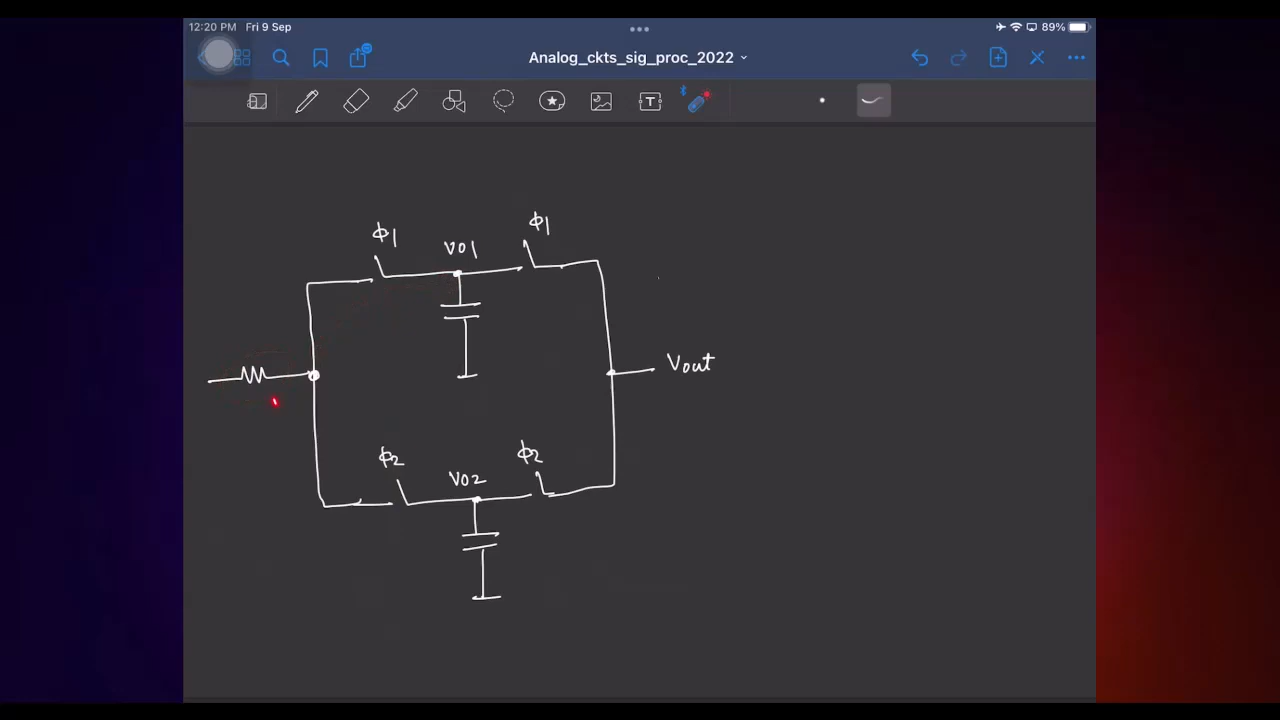 12:20 PM Fri 9 Sep
89%
Analog_ckts_sig_proc_2022
T
Φ1
VO1
Φ1
Vout
Φ2
VO2
Φ2